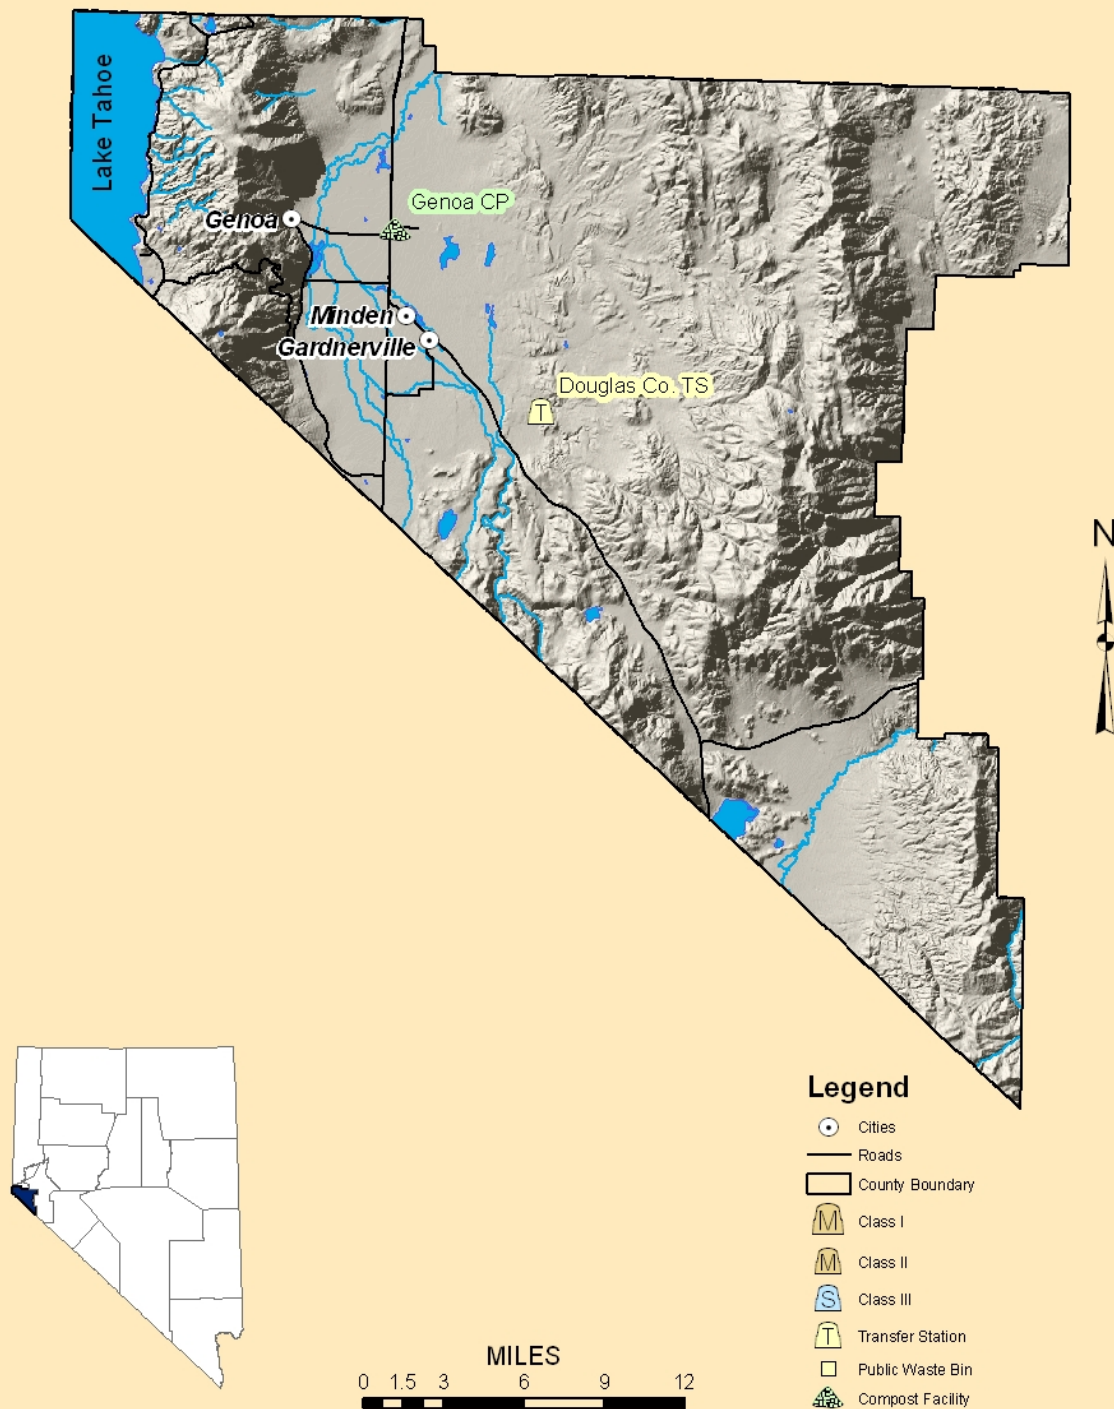 Lake Tahoe
Genoa CP
Genoa
Minden
Gardnerville
Douglas Co. TS
T
N
Legend
Cities
Roads
County Boundary
M Class I
M Class II
S Class III
T Transfer Station
Public Waste Bin
Compost Facility
MILES
0 1.5 3 6 9 12